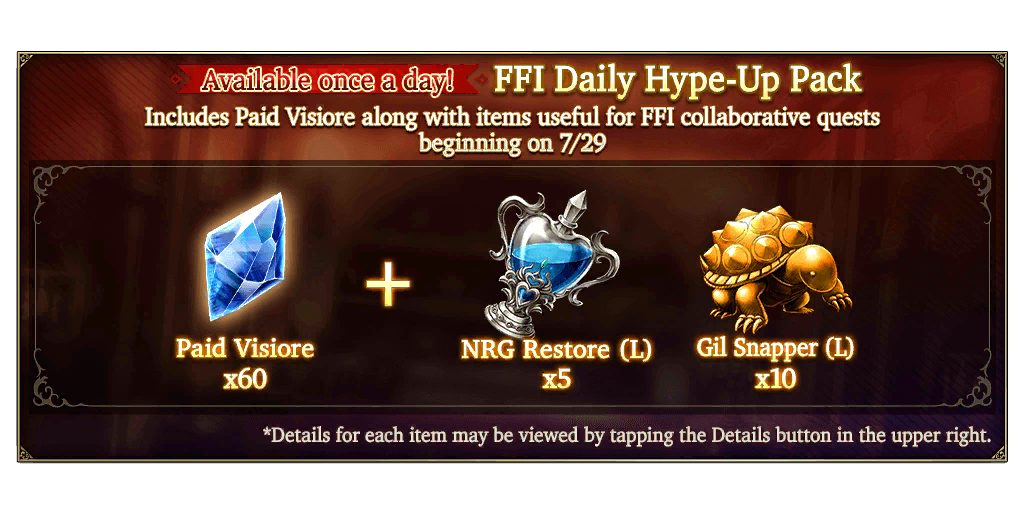 Available once a day! FFI Daily Hype-Up Pack
Includes Paid Visiore along with items useful for FFI collaborative quests
beginning on 7/29
+
Paid Visiore
x60
NRG Restore (L)
x5
Gil Snapper (L)
x10
*Details for each item may be viewed by tapping the Details button in the upper right.